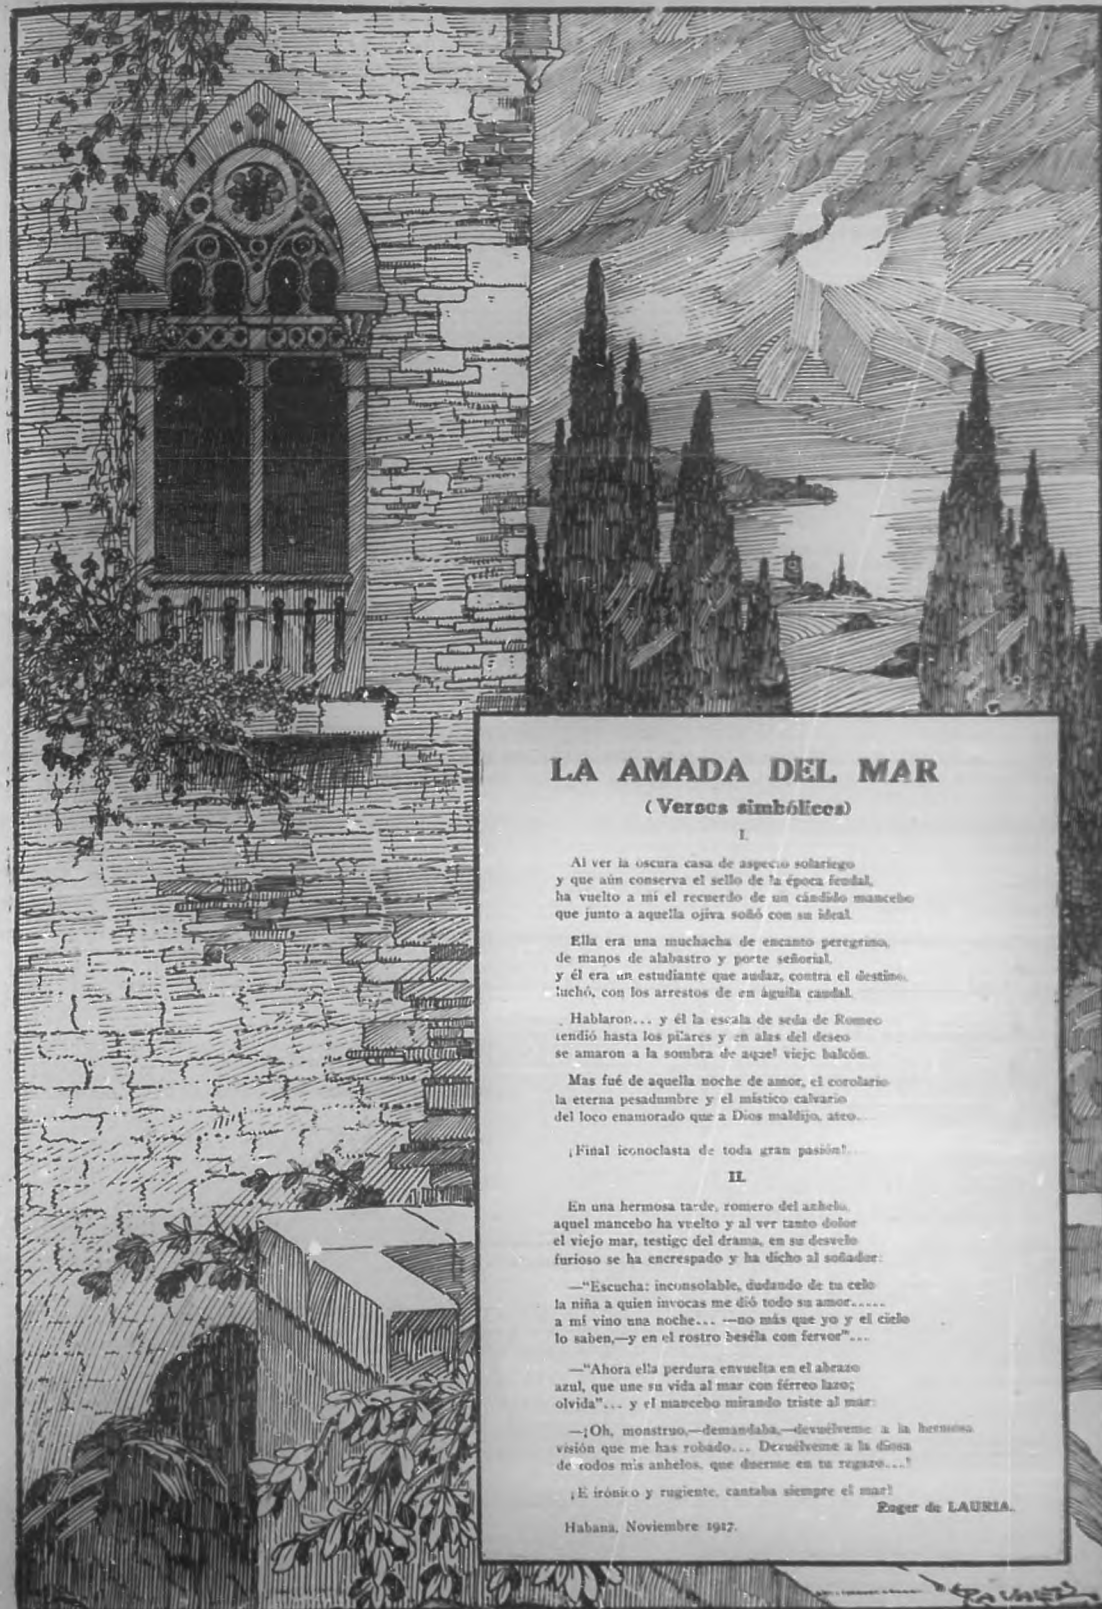 LA AMADA DEL MAR
(Versos simbólicos)
I.
Al ver la oscura casa de aspecto solariego
y que aún conserva el sello de la época feudal,
ha vuelto a mí el recuerdo de un cándido mancebo
que junto a aquella ojiva soñó con su ideal.
Ella era una muchacha de encanto peregrino,
de manos de alabastro y porte señorial,
y él era un estudiante que audaz, contra el destino,
luchó, con los arrestos de en águila caudal.
Hablaron... y él la escala de seda de Romeo
tendió hasta los pilares y en alas del deseo
se amaron a la sombra de aquel viejo balcón.
Mas fué de aquella noche de amor, el corolario
la eterna pesadumbre y el místico calvario
del loco enamorado que a Dios maldijo, ateo...
¡Final iconoclasta de toda gran pasión!...
II.
En una hermosa tarde, romero del anhelo,
aquel mancebo ha vuelto y al ver tanto dolor
el viejo mar, testigo del drama, en su desvelo
furioso se ha encrespado y ha dicho al soñador:
—"Escucha: inconsolable, dudando de tu celo
la niña a quien invocas me dió todo su amor.....
a mí vino una noche... —no más que yo y el cielo
lo saben,—y en el rostro beséla con fervor"...
—"Ahora ella perdura envuelta en el abrazo
azul, que une su vida al mar con férreo lazo;
olvida"... y el mancebo mirando triste al mar:
—¡Oh, monstruo,—demandaba,—devuélveme a la hermosa
visión que me has robado... Devuélveme a la diosa
de todos mis anhelos, que duerme en tu regazo...!
¡E irónico y rugiente, cantaba siempre el mar!
Roger de LAURIA.
Habana, Noviembre 1917.